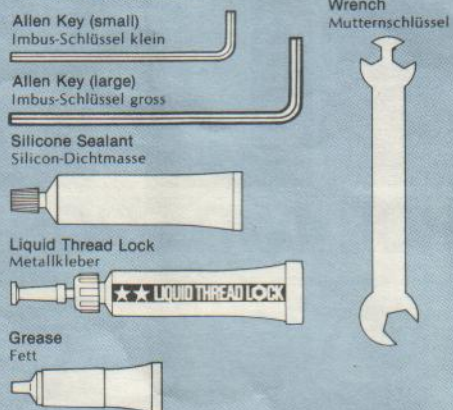 Allen Key (small)
Imbus-Schlüssel klein
Allen Key (large)
Imbus-Schlüssel gross
Silicone Sealant
Silicon-Dichtmasse
Liquid Thread Lock
Metallkleber
★★ LIQUID THREAD LOCK
Grease
Fett
Wrench
Mutternschlüssel